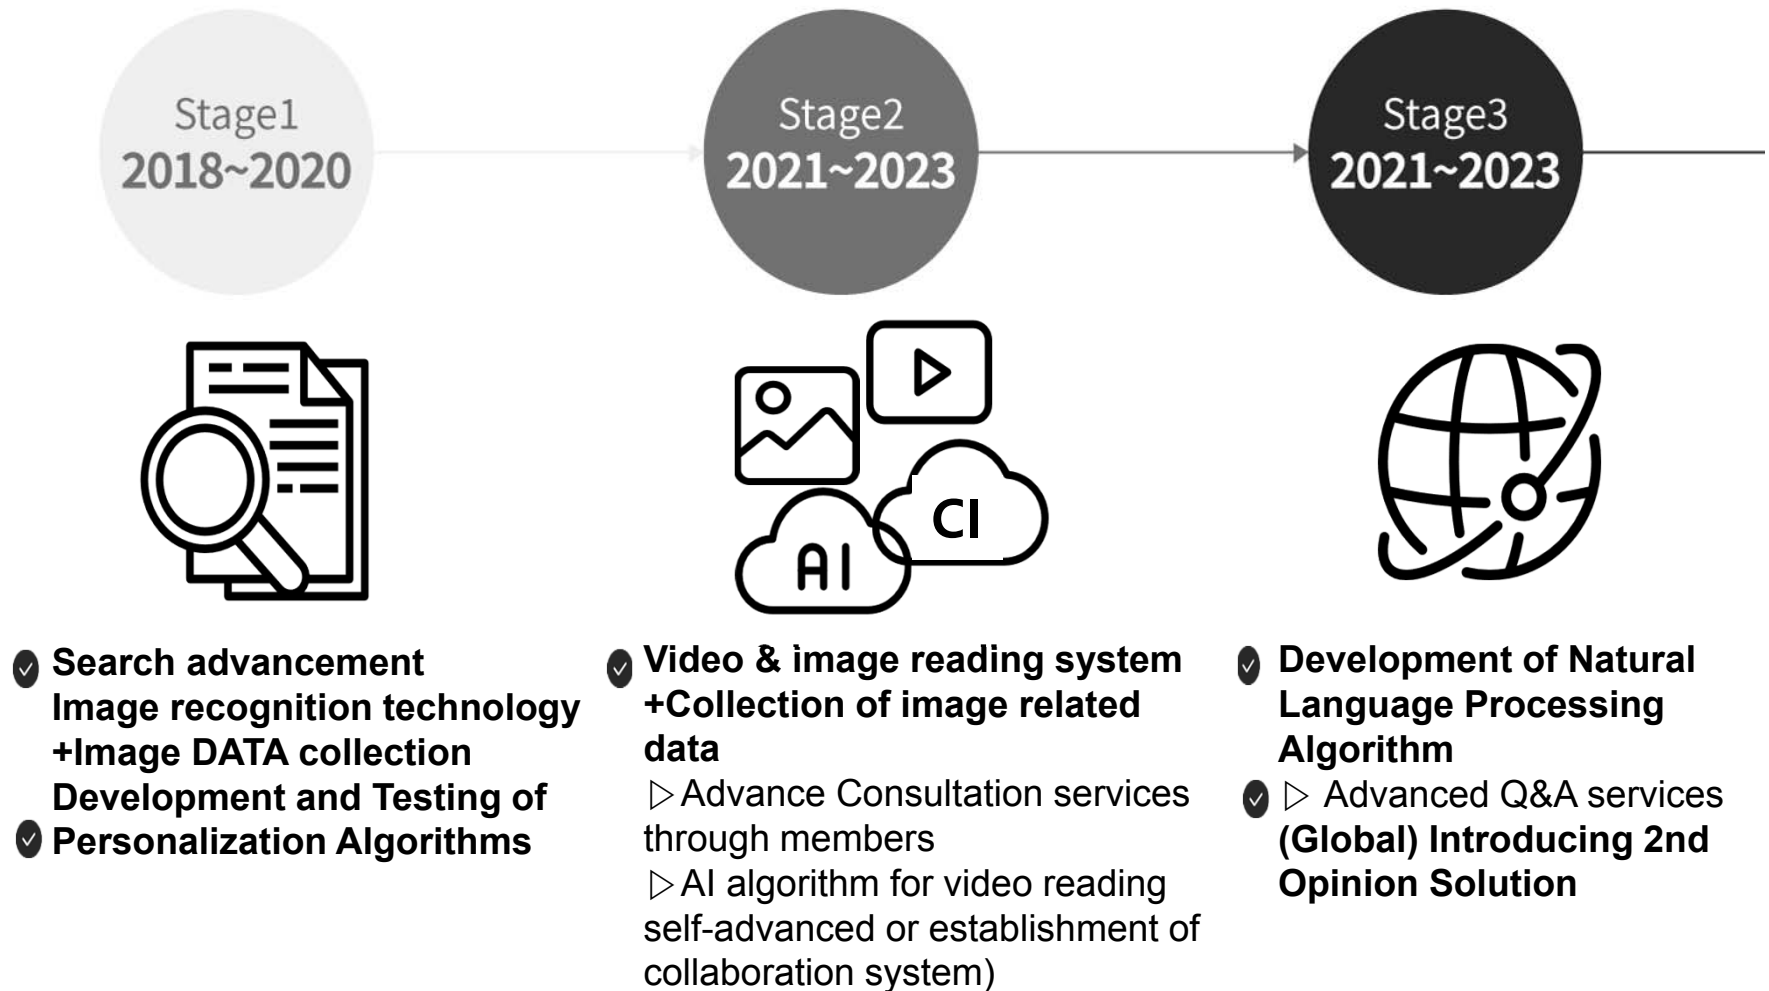 Stage1
2018~2020
Stage2
2021~2023
Stage3
2021~2023
CI
AI
Search advancement
Image recognition technology
+Image DATA collection
Development and Testing of
Personalization Algorithms
Video & image reading system
+Collection of image related
data
▷Advance Consultation services
through members
▷AI algorithm for video reading
self-advanced or establishment of
collaboration system)
Development of Natural
Language Processing
Algorithm
▷ Advanced Q&A services
(Global) Introducing 2nd
Opinion Solution